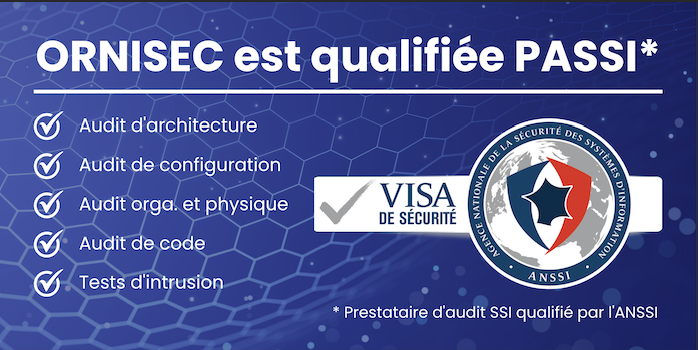 ORNISEC est qualifiée PASSI*
Audit d'architecture
Audit de configuration
Audit orga. et physique
Audit de code
Tests d'intrusion
VISA
DE SÉCURITÉ
AGENCE NATIONALE DE LA SÉCURITÉ DES SYSTÈMES D'INFORMATION
ANSSI
* Prestataire d'audit SSI qualifié par l'ANSSI